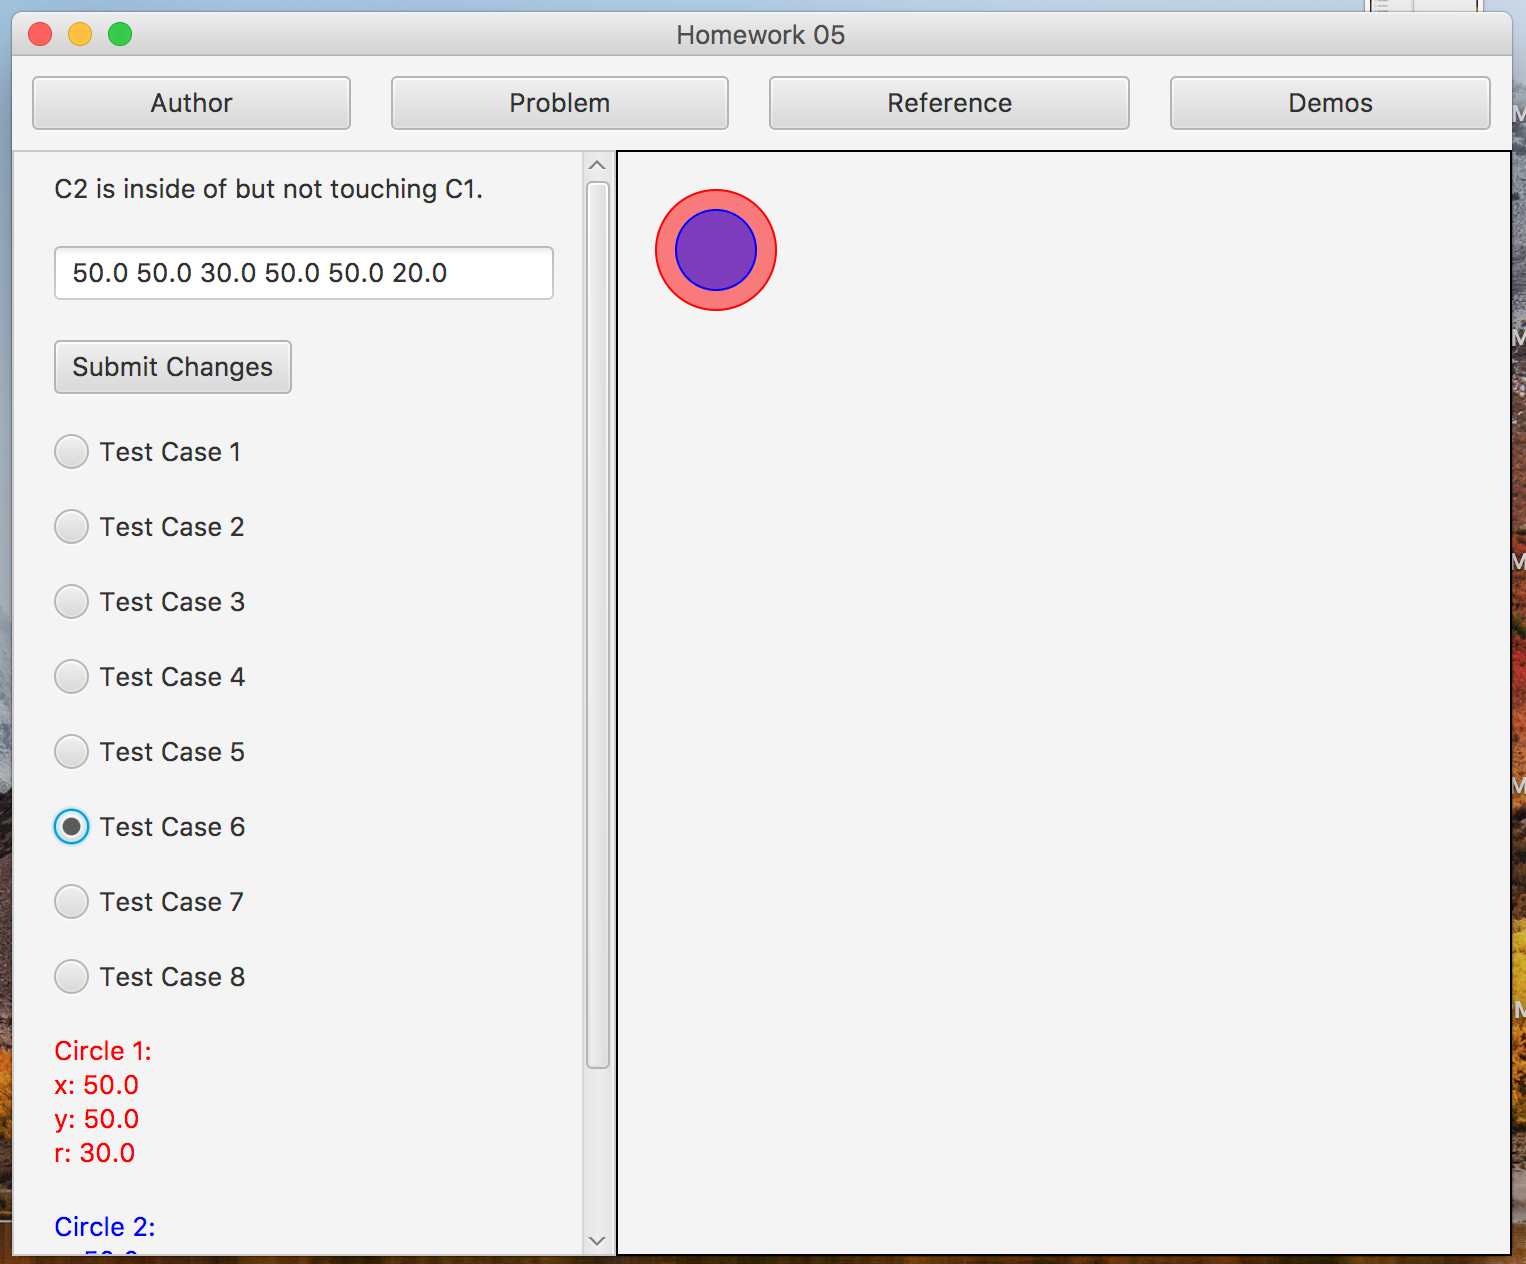 Homework 05
Author Problem Reference Demos
C2 is inside of but not touching C1.
50.0 50.0 30.0 50.0 50.0 20.0
Submit Changes
Test Case 1
Test Case 2
Test Case 3
Test Case 4
Test Case 5
Test Case 6
Test Case 7
Test Case 8
Circle 1:
x: 50.0
y: 50.0
r: 30.0
Circle 2: